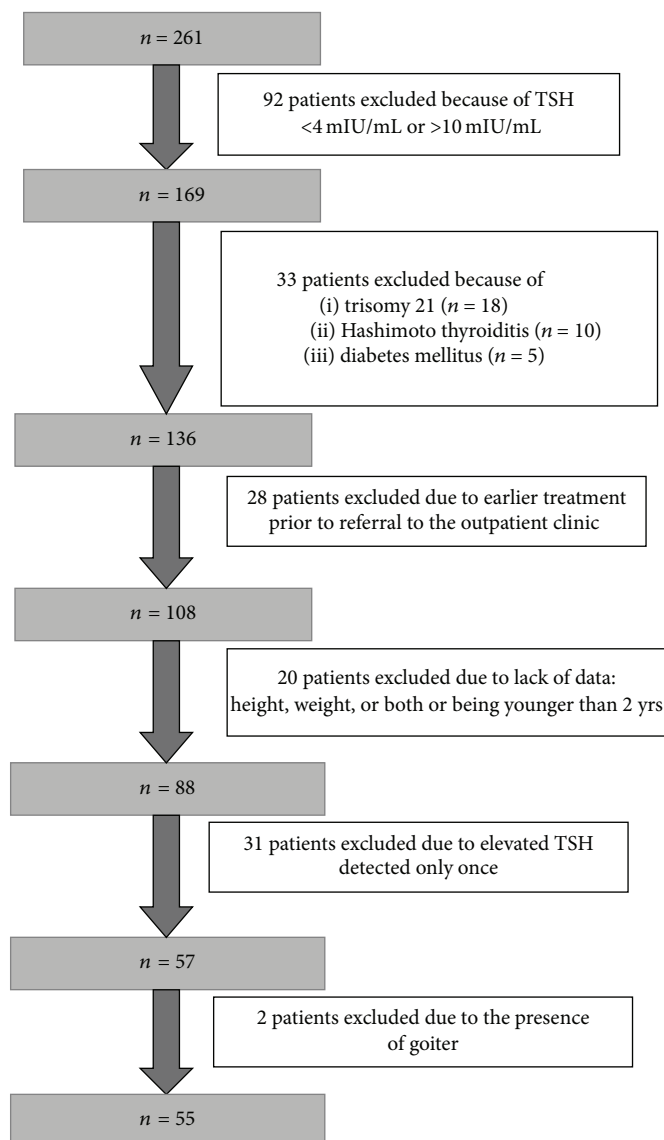 n = 261
92 patients excluded because of TSH
<4 mIU/mL or >10 mIU/mL
n = 169
33 patients excluded because of
(i) trisomy 21 (n = 18)
(ii) Hashimoto thyroiditis (n = 10)
(iii) diabetes mellitus (n = 5)
n = 136
28 patients excluded due to earlier treatment
prior to referral to the outpatient clinic
n = 108
20 patients excluded due to lack of data:
height, weight, or both or being younger than 2 yrs
n = 88
31 patients excluded due to elevated TSH
detected only once
n = 57
2 patients excluded due to the presence
of goiter
n = 55